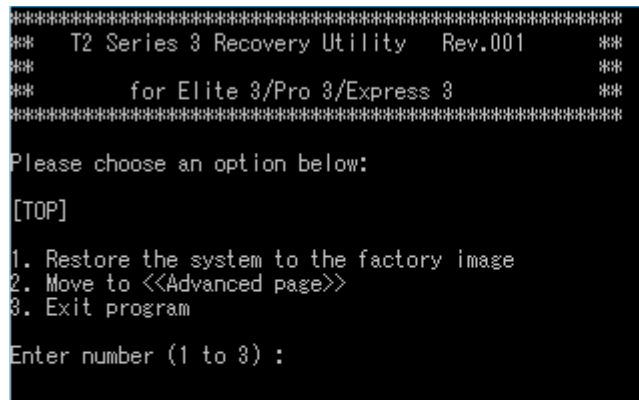 ****************************************************
**   T2 Series 3 Recovery Utility   Rev.001      **
**                                               **
**        for Elite 3/Pro 3/Express 3            **
****************************************************
Please choose an option below:
[TOP]
1. Restore the system to the factory image
2. Move to <<Advanced page>>
3. Exit program
Enter number (1 to 3) :